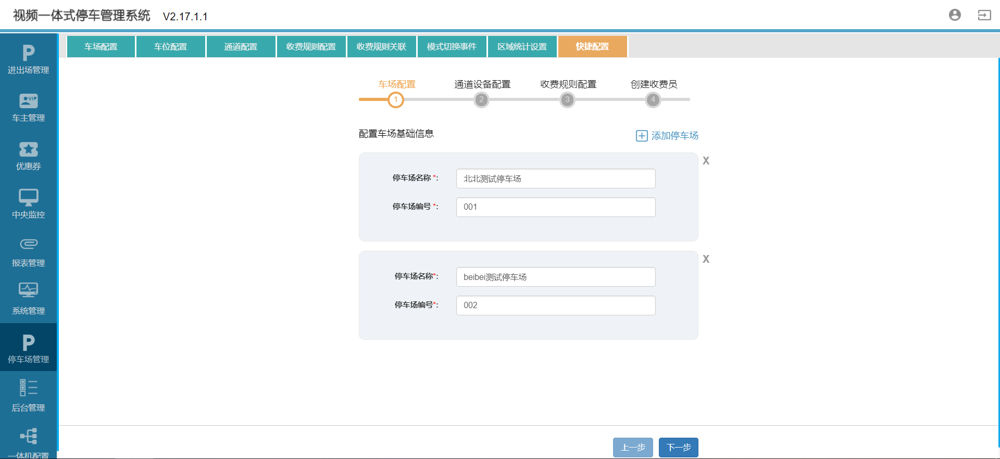 视频一体式停车管理系统 V2.17.1.1
车场配置 车位配置 通道配置 收费规则配置 收费规则关联 模式切换事件 区域统计设置 快捷配置
进出场管理
VIP
车主管理
优惠券
中央监控
报表管理
系统管理
停车场管理
后台管理
一体机配置
车场配置 通道设备配置 收费规则配置 创建收费员
1 2 3 4
配置车场基础信息 添加停车场
X
停车场名称 *: 北北测试停车场
停车场编号 *: 001
X
停车场名称*: beibei测试停车场
停车场编号*: 002
上一步 下一步